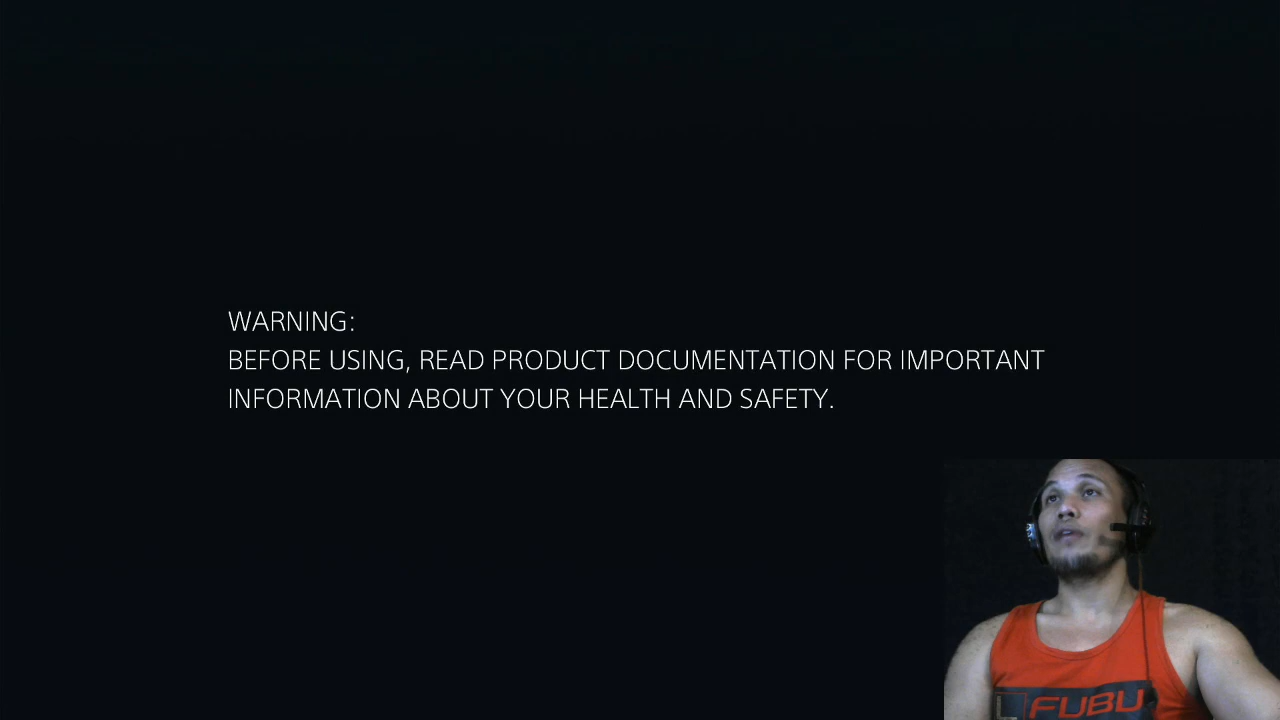 WARNING:
BEFORE USING, READ PRODUCT DOCUMENTATION FOR IMPORTANT
INFORMATION ABOUT YOUR HEALTH AND SAFETY.
FUBU